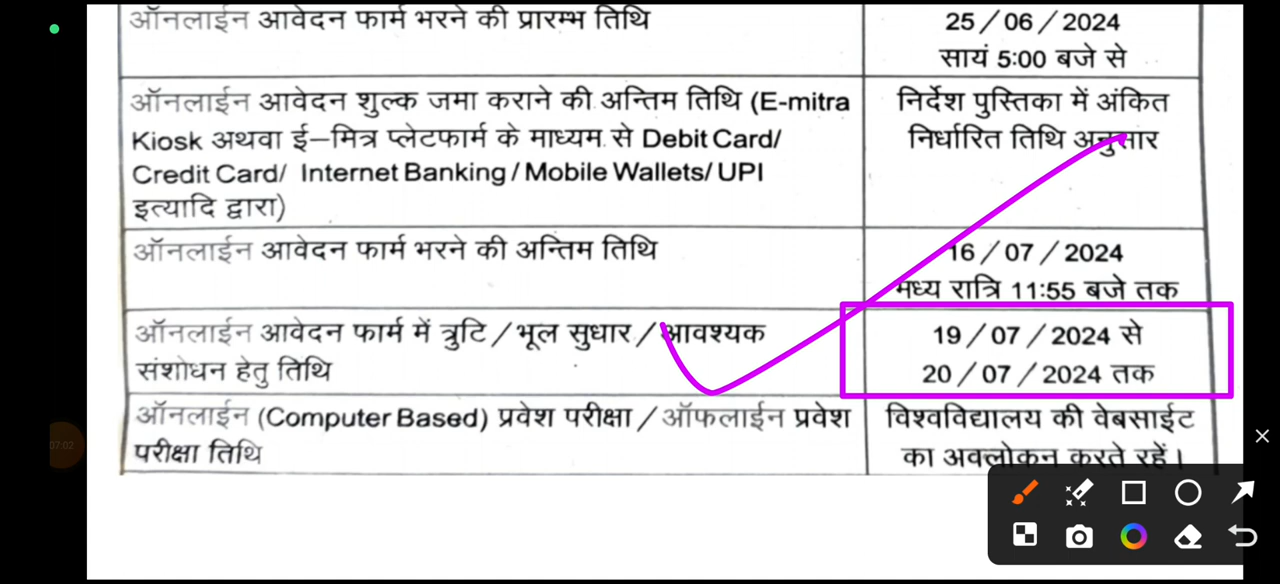 ऑनलाईन आवेदन फार्म भरने की प्रारम्भ तिथि
25/06/2024
सायं 5:00 बजे से
ऑनलाईन आवेदन शुल्क जमा कराने की अन्तिम तिथि (E-mitra
Kiosk अथवा ई–मित्र प्लेटफार्म के माध्यम से Debit Card/
Credit Card/ Internet Banking/Mobile Wallets/UPI
इत्यादि द्वारा)
निर्देश पुस्तिका में अंकित
निर्धारित तिथि अनुसार
ऑनलाईन आवेदन फार्म भरने की अन्तिम तिथि
16/07/2024
मध्य रात्रि 11:55 बजे तक
ऑनलाईन आवेदन फार्म में त्रुटि/भूल सुधार/आवश्यक
संशोधन हेतु तिथि
19/07/2024 से
20/07/2024 तक
ऑनलाईन (Computer Based) प्रवेश परीक्षा/ऑफलाईन प्रवेश
परीक्षा तिथि
विश्वविद्यालय की वेबसाईट
का अवलोकन करते रहें।
07:02